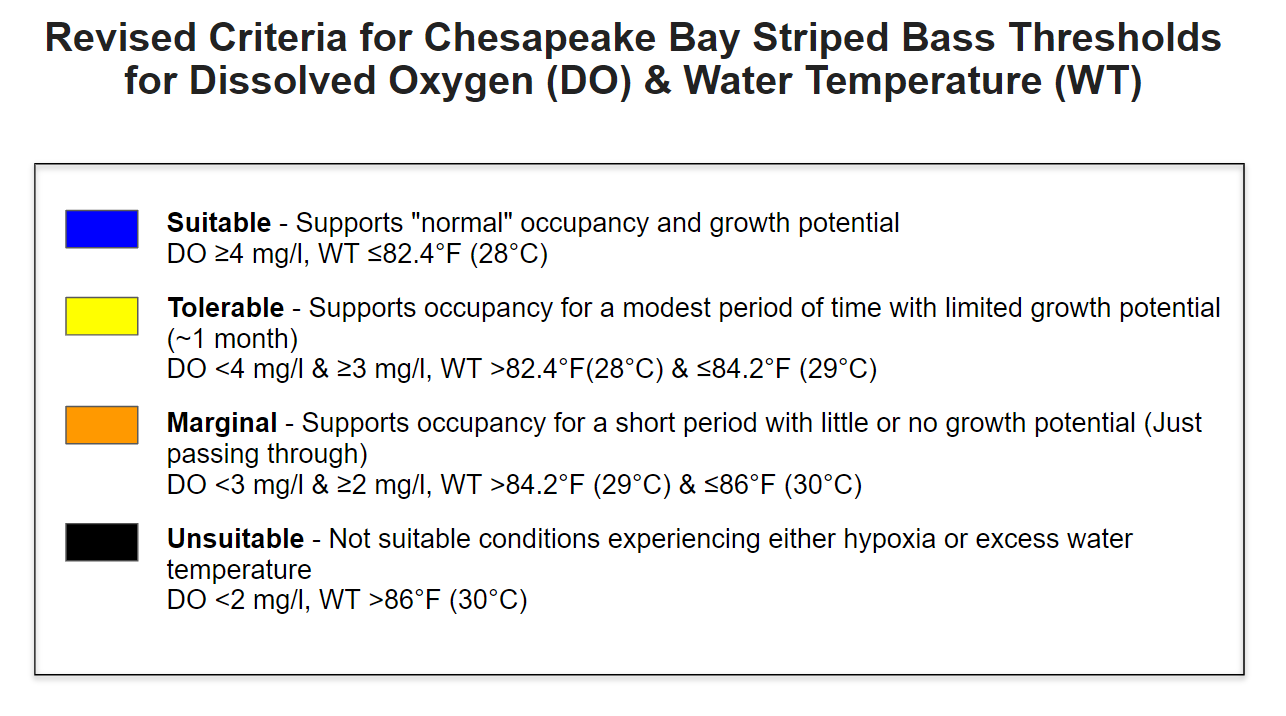 Revised Criteria for Chesapeake Bay Striped Bass Thresholds
for Dissolved Oxygen (DO) & Water Temperature (WT)
Suitable - Supports "normal" occupancy and growth potential
DO ≥4 mg/l, WT ≤82.4°F (28°C)
Tolerable - Supports occupancy for a modest period of time with limited growth potential
(~1 month)
DO <4 mg/l & ≥3 mg/l, WT >82.4°F(28°C) & ≤84.2°F (29°C)
Marginal - Supports occupancy for a short period with little or no growth potential (Just
passing through)
DO <3 mg/l & ≥2 mg/l, WT >84.2°F (29°C) & ≤86°F (30°C)
Unsuitable - Not suitable conditions experiencing either hypoxia or excess water
temperature
DO <2 mg/l, WT >86°F (30°C)